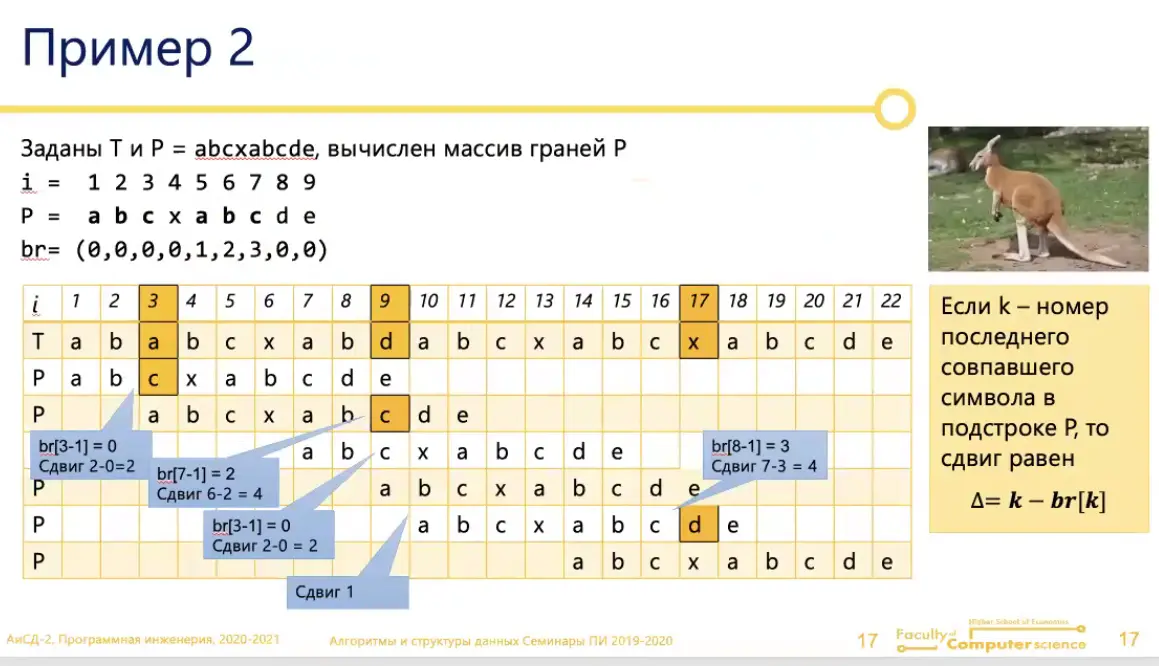 Пример 2
Заданы T и P = abcxabcde, вычислен массив граней P
i = 1 2 3 4 5 6 7 8 9
P = a b c x a b c d e
br= (0,0,0,0,1,2,3,0,0)
i 1 2 3 4 5 6 7 8 9 10 11 12 13 14 15 16 17 18 19 20 21 22
T a b a b c x a b d a b c x a b c x a b c d e
P a b c x a b c d e
P a b c x a b c d e
a b c x a b c d e
P a b c x a b c d e
P a b c x a b c d e
P a b c x a b c d e
br[3-1] = 0
Сдвиг 2-0=2
br[7-1] = 2
Сдвиг 6-2 = 4
br[3-1] = 0
Сдвиг 2-0 = 2
Сдвиг 1
br[8-1] = 3
Сдвиг 7-3 = 4
Если k – номер
последнего
совпавшего
символа в
подстроке P, то
сдвиг равен
Δ= k − br[k]
АиСД-2, Программная инженерия, 2020-2021
Алгоритмы и структуры данных Семинары ПИ 2019-2020
17
Higher School of Economics
Faculty of
Computer science
17